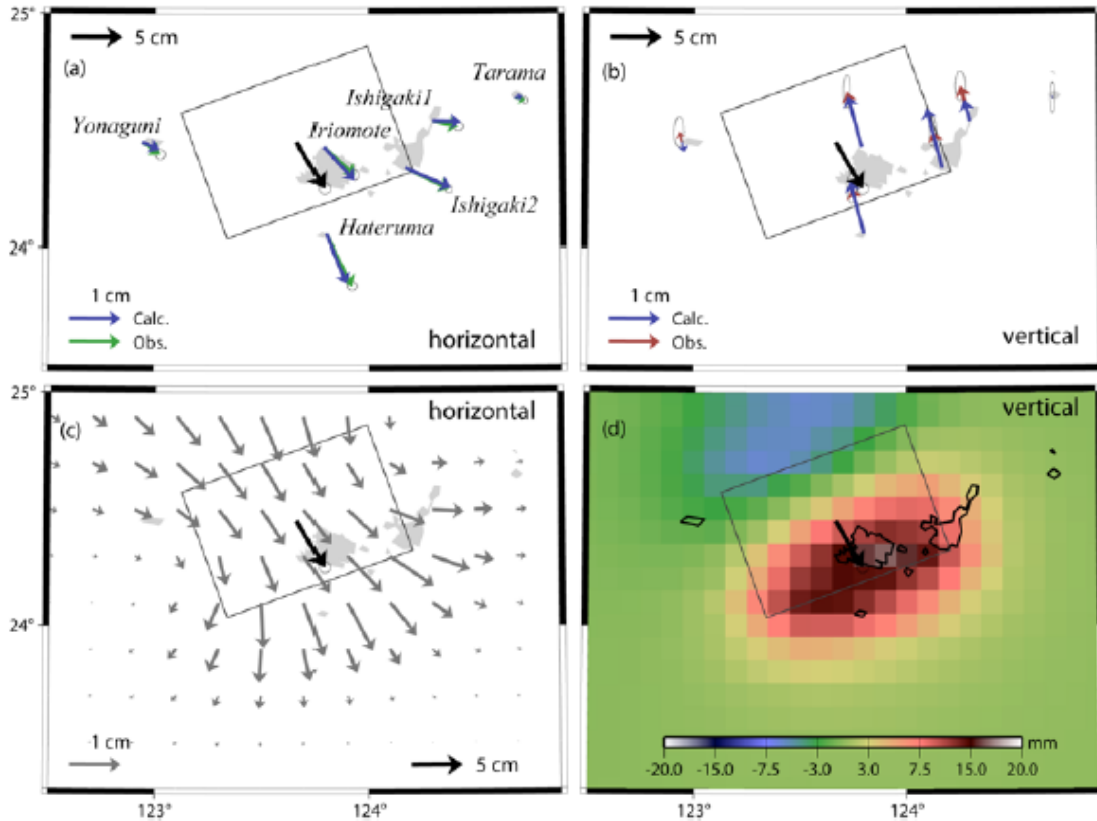 25°
5 cm
(a)
Tarama
Ishigaki1
Yonaguni
Iriomote
Ishigaki2
Hateruma
24°
1 cm
Calc.
Obs.
horizontal
5 cm
(b)
1 cm
Calc.
Obs.
vertical
25°
horizontal
(c)
24°
1 cm
5 cm
123°
124°
vertical
(d)
mm
-20.0 -15.0 -7.5 -3.0 3.0 7.5 15.0 20.0
123°
124°